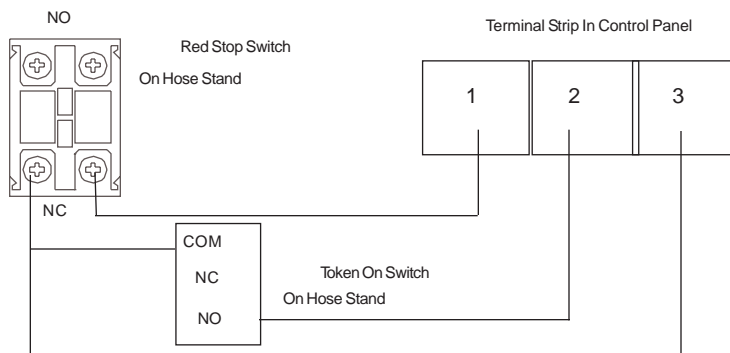 NO
Red Stop Switch
On Hose Stand
NC
Terminal Strip In Control Panel
1
2
3
COM
NC
NO
Token On Switch
On Hose Stand